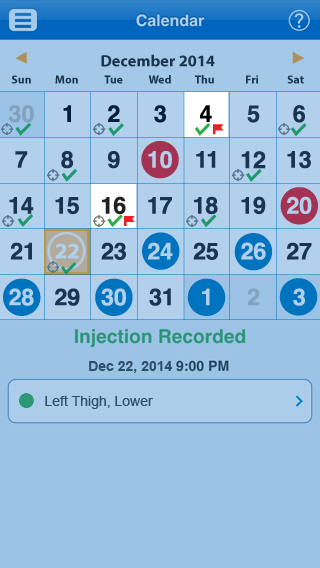 Calendar
?
December 2014
Sun Mon Tue Wed Thu Fri Sat
30 1 2 3 4 5 6
7 8 9 10 11 12 13
14 15 16 17 18 19 20
21 22 23 24 25 26 27
28 29 30 31 1 2 3
Injection Recorded
Dec 22, 2014 9:00 PM
Left Thigh, Lower